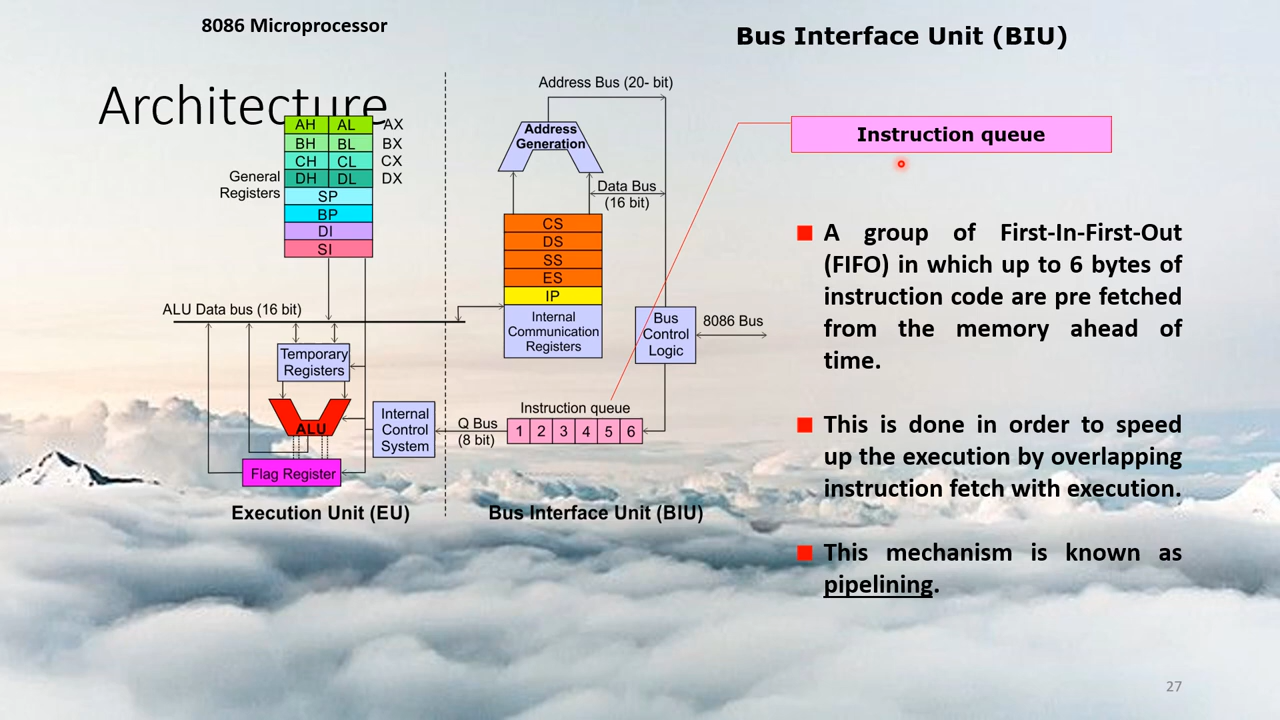 8086 Microprocessor
Bus Interface Unit (BIU)
Architecture
AH AL AX
BH BL BX
CH CL CX
DH DL DX
General
Registers
SP
BP
DI
SI
ALU Data bus (16 bit)
Temporary
Registers
ALU
Internal
Control
System
Flag Register
Execution Unit (EU)
Address Bus (20- bit)
Address
Generation
Data Bus
(16 bit)
CS
DS
SS
ES
IP
Internal
Communication
Registers
Bus
Control
Logic
8086 Bus
Instruction queue
Q Bus
(8 bit)
1 2 3 4 5 6
Bus Interface Unit (BIU)
Instruction queue
A group of First-In-First-Out
(FIFO) in which up to 6 bytes of
instruction code are pre fetched
from the memory ahead of
time.
This is done in order to speed
up the execution by overlapping
instruction fetch with execution.
This mechanism is known as
pipelining.
27